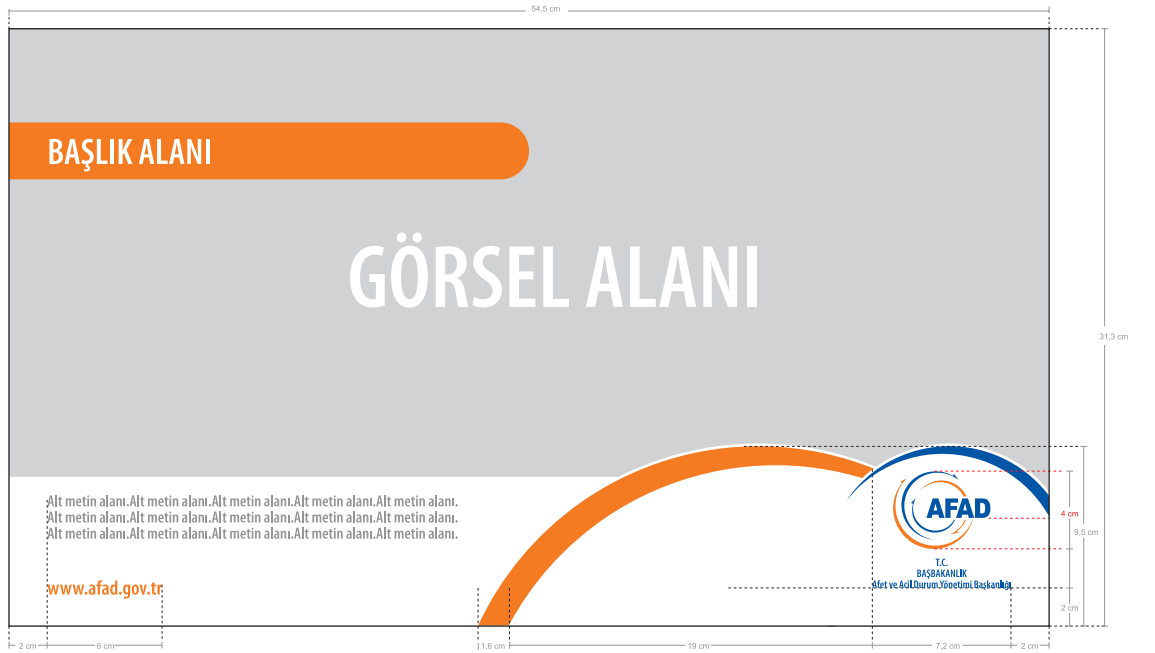 54,5 cm
BAŞLIK ALANI
GÖRSEL ALANI
31,3 cm
Alt metin alanı.Alt metin alanı.Alt metin alanı.Alt metin alanı.Alt metin alanı.
Alt metin alanı.Alt metin alanı.Alt metin alanı.Alt metin alanı.Alt metin alanı.
Alt metin alanı.Alt metin alanı.Alt metin alanı.Alt metin alanı.Alt metin alanı.
AFAD
4 cm
9,5 cm
T.C.
BAŞBAKANLIK
Afet ve Acil Durum Yönetimi Başkanlığı
www.afad.gov.tr
2 cm
2 cm
6 cm
1,6 cm
19 cm
7,2 cm
2 cm